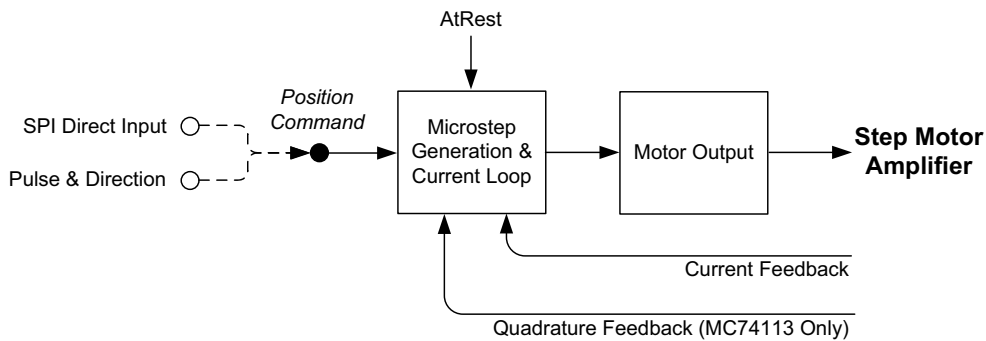 AtRest
Position
Command
SPI Direct Input
Pulse & Direction
Microstep
Generation &
Current Loop
Motor Output
Step Motor
Amplifier
Current Feedback
Quadrature Feedback (MC74113 Only)